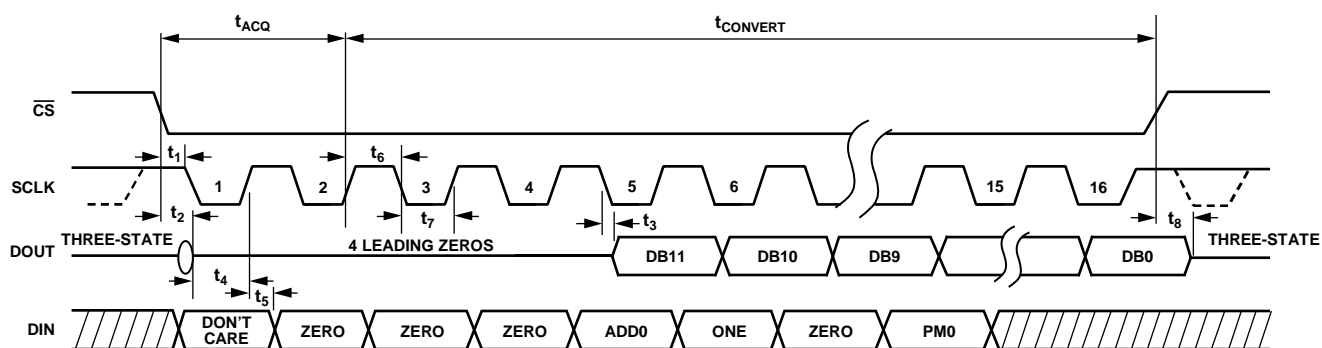 tACQ tCONVERT
CS
t1 t6
SCLK 1 2 3 4 5 6 15 16
t2 t7 t3 t8
THREE-STATE 4 LEADING ZEROS THREE-STATE
DOUT DB11 DB10 DB9 DB0
t4 t5
DIN DON'T CARE ZERO ZERO ZERO ADD0 ONE ZERO PM0